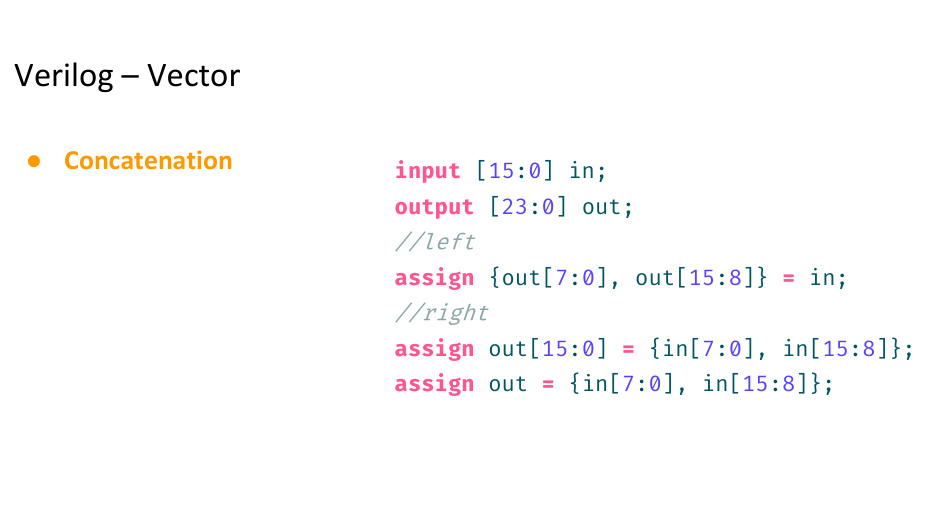 Verilog – Vector
● Concatenation
input [15:0] in;
output [23:0] out;
//left
assign {out[7:0], out[15:8]} = in;
//right
assign out[15:0] = {in[7:0], in[15:8]};
assign out = {in[7:0], in[15:8]};